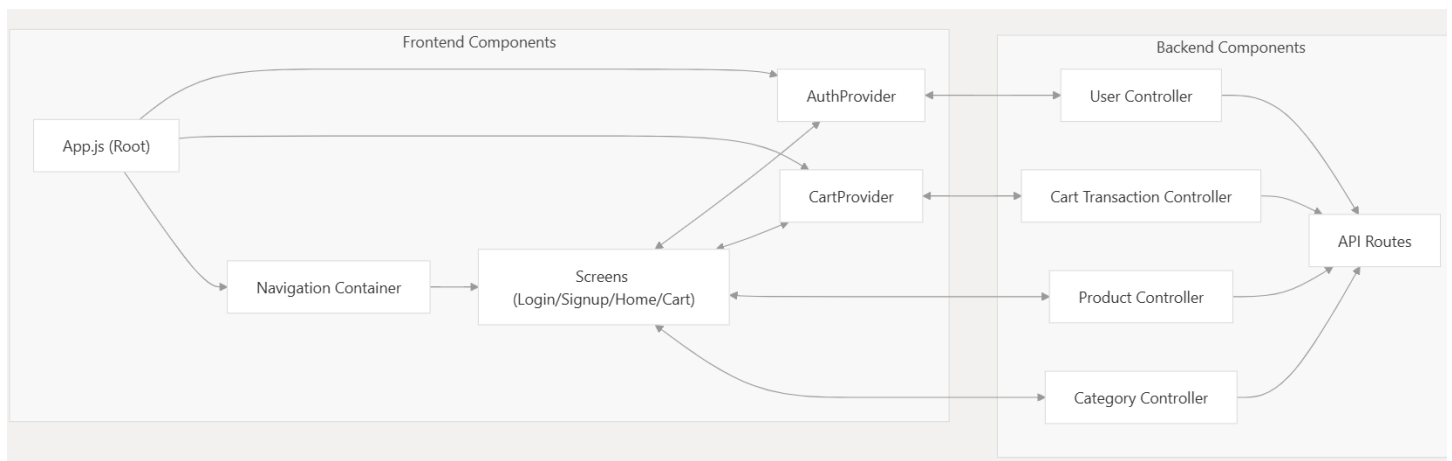 Frontend Components
Backend Components
AuthProvider
User Controller
App.js (Root)
CartProvider
Cart Transaction Controller
API Routes
Navigation Container
Screens
(Login/Signup/Home/Cart)
Product Controller
Category Controller